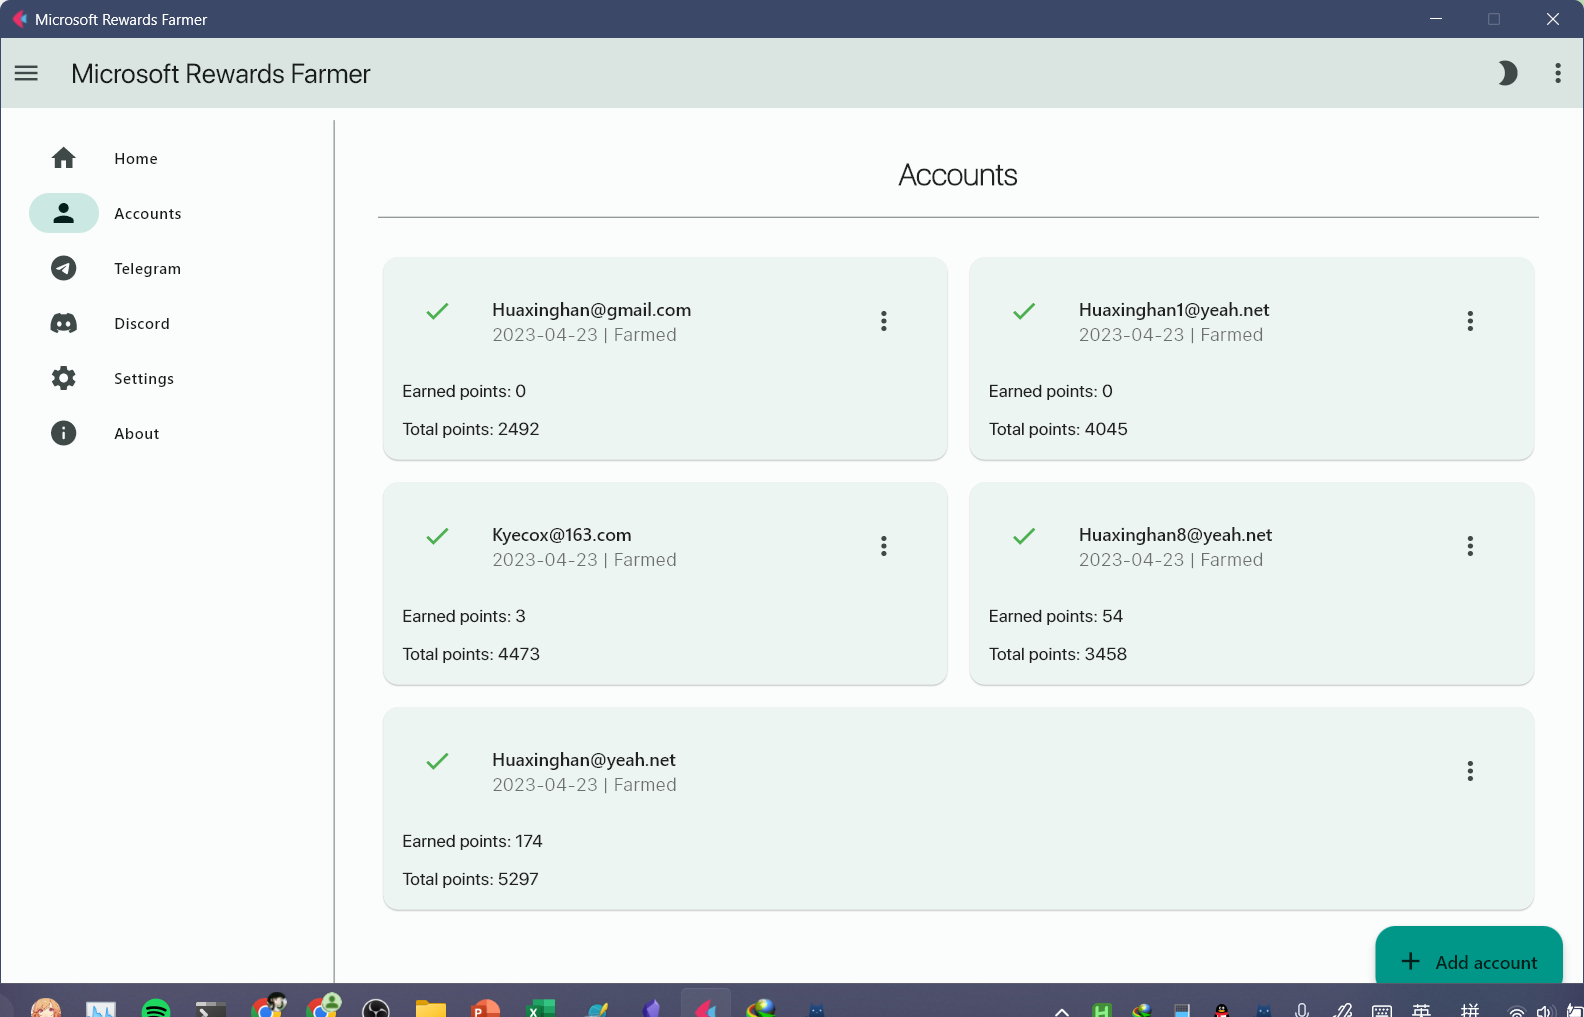 Microsoft Rewards Farmer
Microsoft Rewards Farmer
Home
Accounts
Telegram
Discord
Settings
About
Accounts
Huaxinghan@gmail.com
2023-04-23 | Farmed
Earned points: 0
Total points: 2492
Huaxinghan1@yeah.net
2023-04-23 | Farmed
Earned points: 0
Total points: 4045
Kyecox@163.com
2023-04-23 | Farmed
Earned points: 3
Total points: 4473
Huaxinghan8@yeah.net
2023-04-23 | Farmed
Earned points: 54
Total points: 3458
Huaxinghan@yeah.net
2023-04-23 | Farmed
Earned points: 174
Total points: 5297
Add account
英 拼